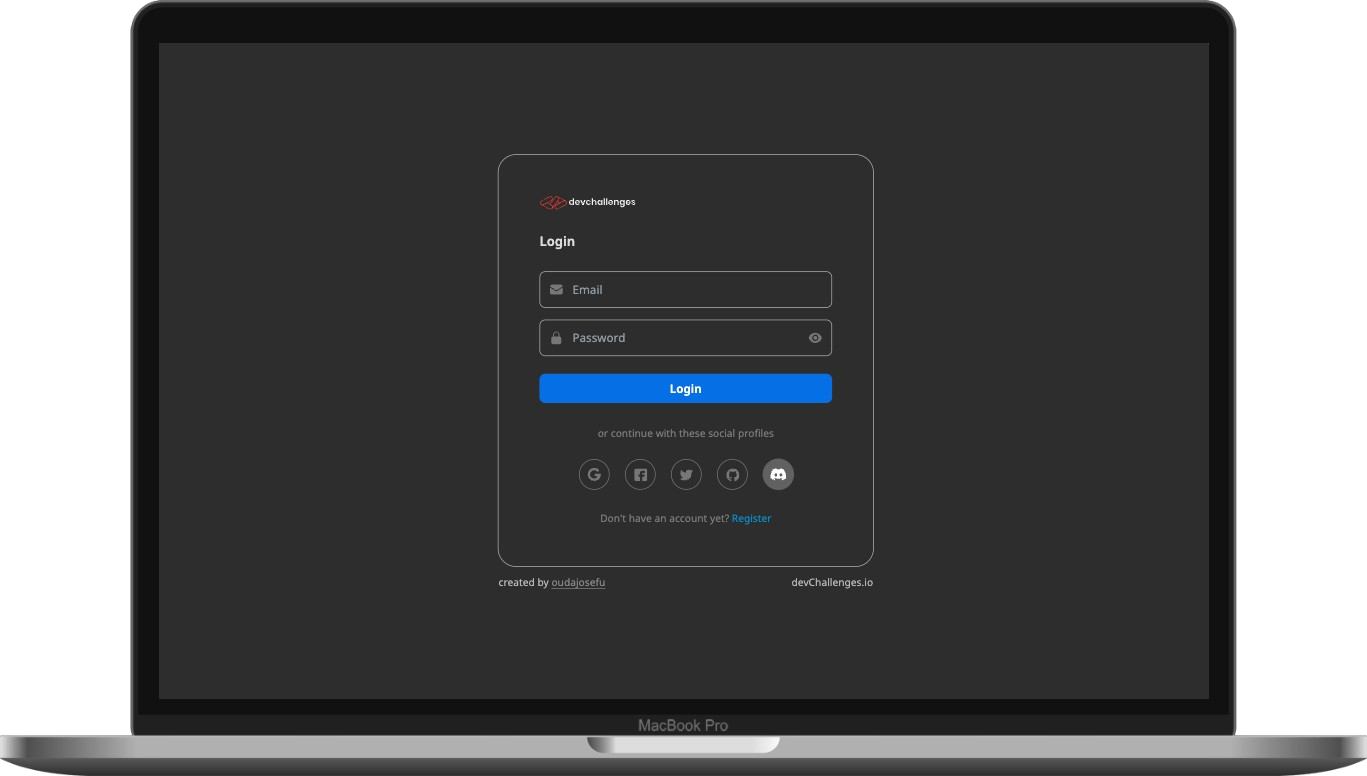 devchallenges
Login
Email
Password
Login
or continue with these social profiles
Don't have an account yet? Register
created by oudajosefu
devChallenges.io
MacBook Pro